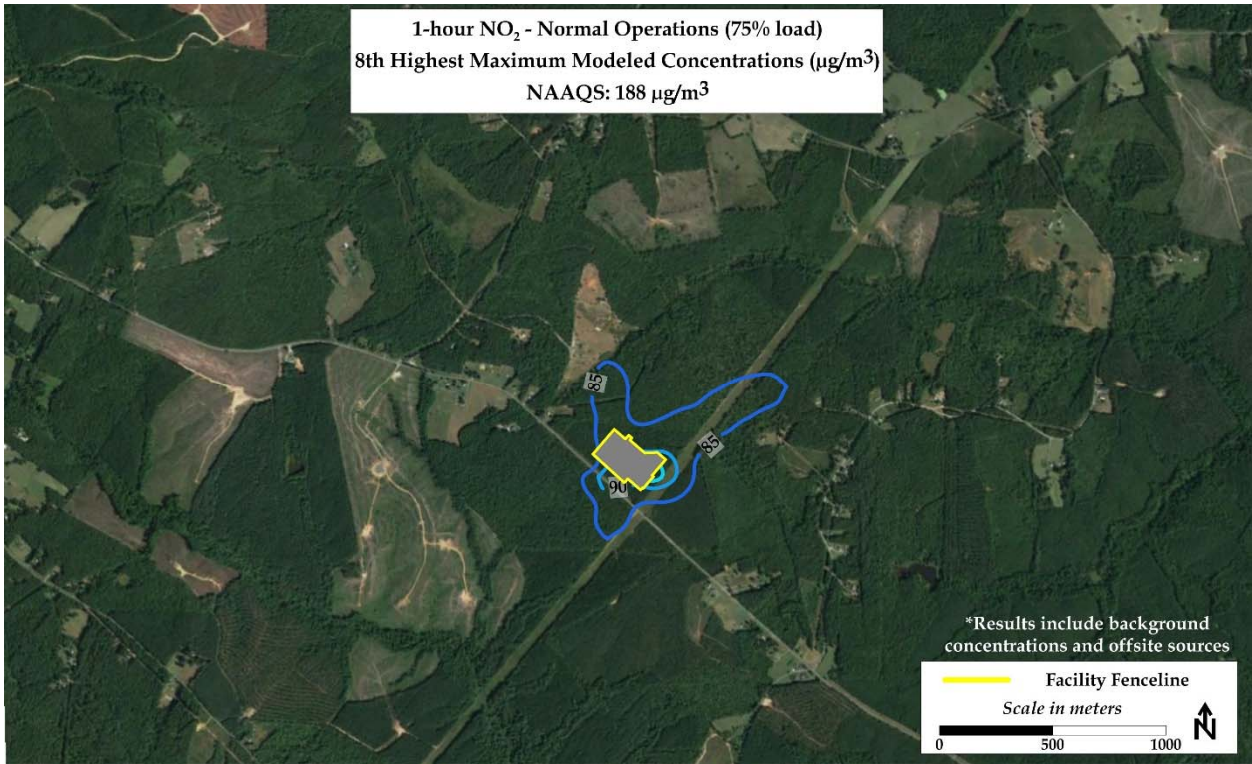 1-hour NO₂ - Normal Operations (75% load)
8th Highest Maximum Modeled Concentrations (µg/m³)
NAAQS: 188 µg/m³
85
85
90
*Results include background
concentrations and offsite sources
Facility Fenceline
Scale in meters
0 500 1000
N